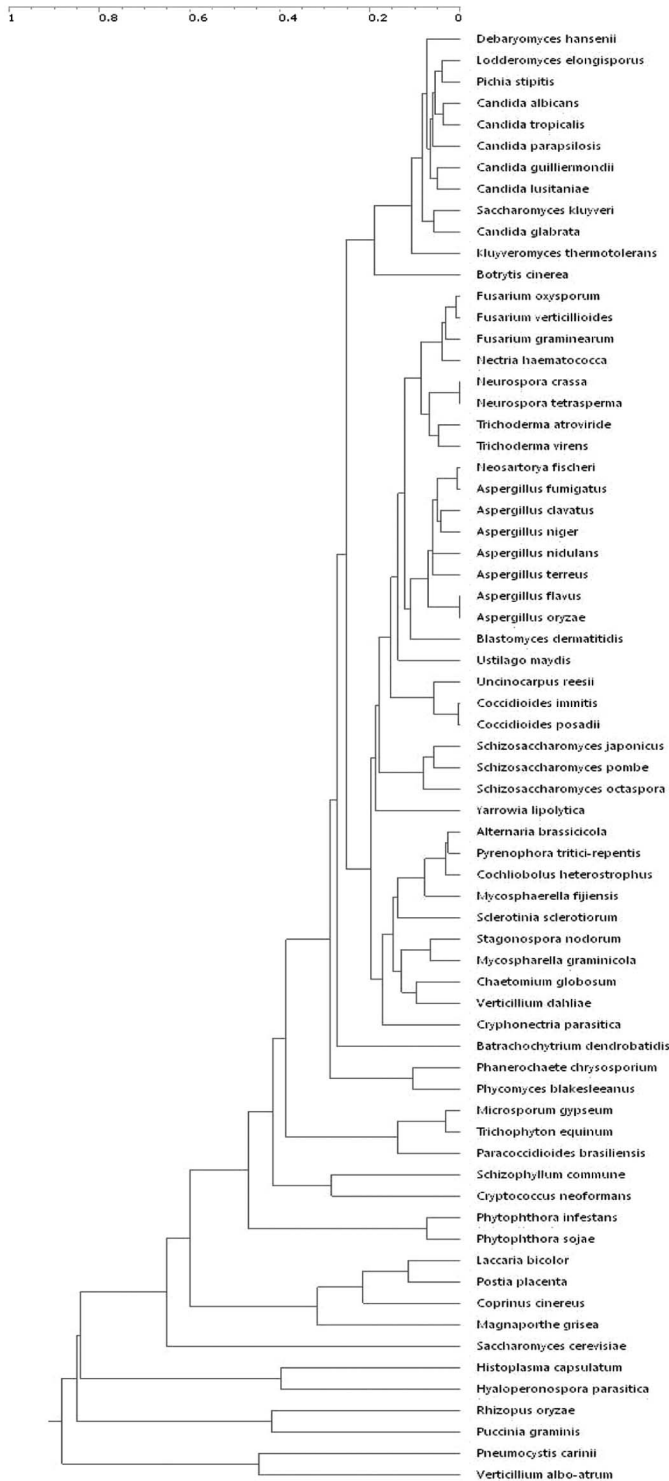 1 0.8 0.6 0.4 0.2 0
Debaryomyces hansenii
Lodderomyces elongisporus
Pichia stipitis
Candida albicans
Candida tropicalis
Candida parapsilosis
Candida guilliermondii
Candida lusitaniae
Saccharomyces kluyveri
Candida glabrata
Kluyveromyces thermotolerans
Botrytis cinerea
Fusarium oxysporum
Fusarium verticillioides
Fusarium graminearum
Nectria haematococca
Neurospora crassa
Neurospora tetrasperma
Trichoderma atroviride
Trichoderma virens
Neosartorya fischeri
Aspergillus fumigatus
Aspergillus clavatus
Aspergillus niger
Aspergillus nidulans
Aspergillus terreus
Aspergillus flavus
Aspergillus oryzae
Blastomyces dermatitidis
Ustilago maydis
Uncinocarpus reesii
Coccidioides immitis
Coccidioides posadii
Schizosaccharomyces japonicus
Schizosaccharomyces pombe
Schizosaccharomyces octaspora
Yarrowia lipolytica
Alternaria brassicicola
Pyrenophora tritici-repentis
Cochliobolus heterostrophus
Mycosphaerella fijiensis
Sclerotinia sclerotiorum
Stagonospora nodorum
Mycospharella graminicola
Chaetomium globosum
Verticillium dahliae
Cryphonectria parasitica
Batrachochytrium dendrobatidis
Phanerochaete chrysosporium
Phycomyces blakesleeanus
Microsporum gypseum
Trichophyton equinum
Paracoccidioides brasiliensis
Schizophyllum commune
Cryptococcus neoformans
Phytophthora infestans
Phytophthora sojae
Laccaria bicolor
Postia placenta
Coprinus cinereus
Magnaporthe grisea
Saccharomyces cerevisiae
Histoplasma capsulatum
Hyaloperonospora parasitica
Rhizopus oryzae
Puccinia graminis
Pneumocystis carinii
Verticillium albo-atrum